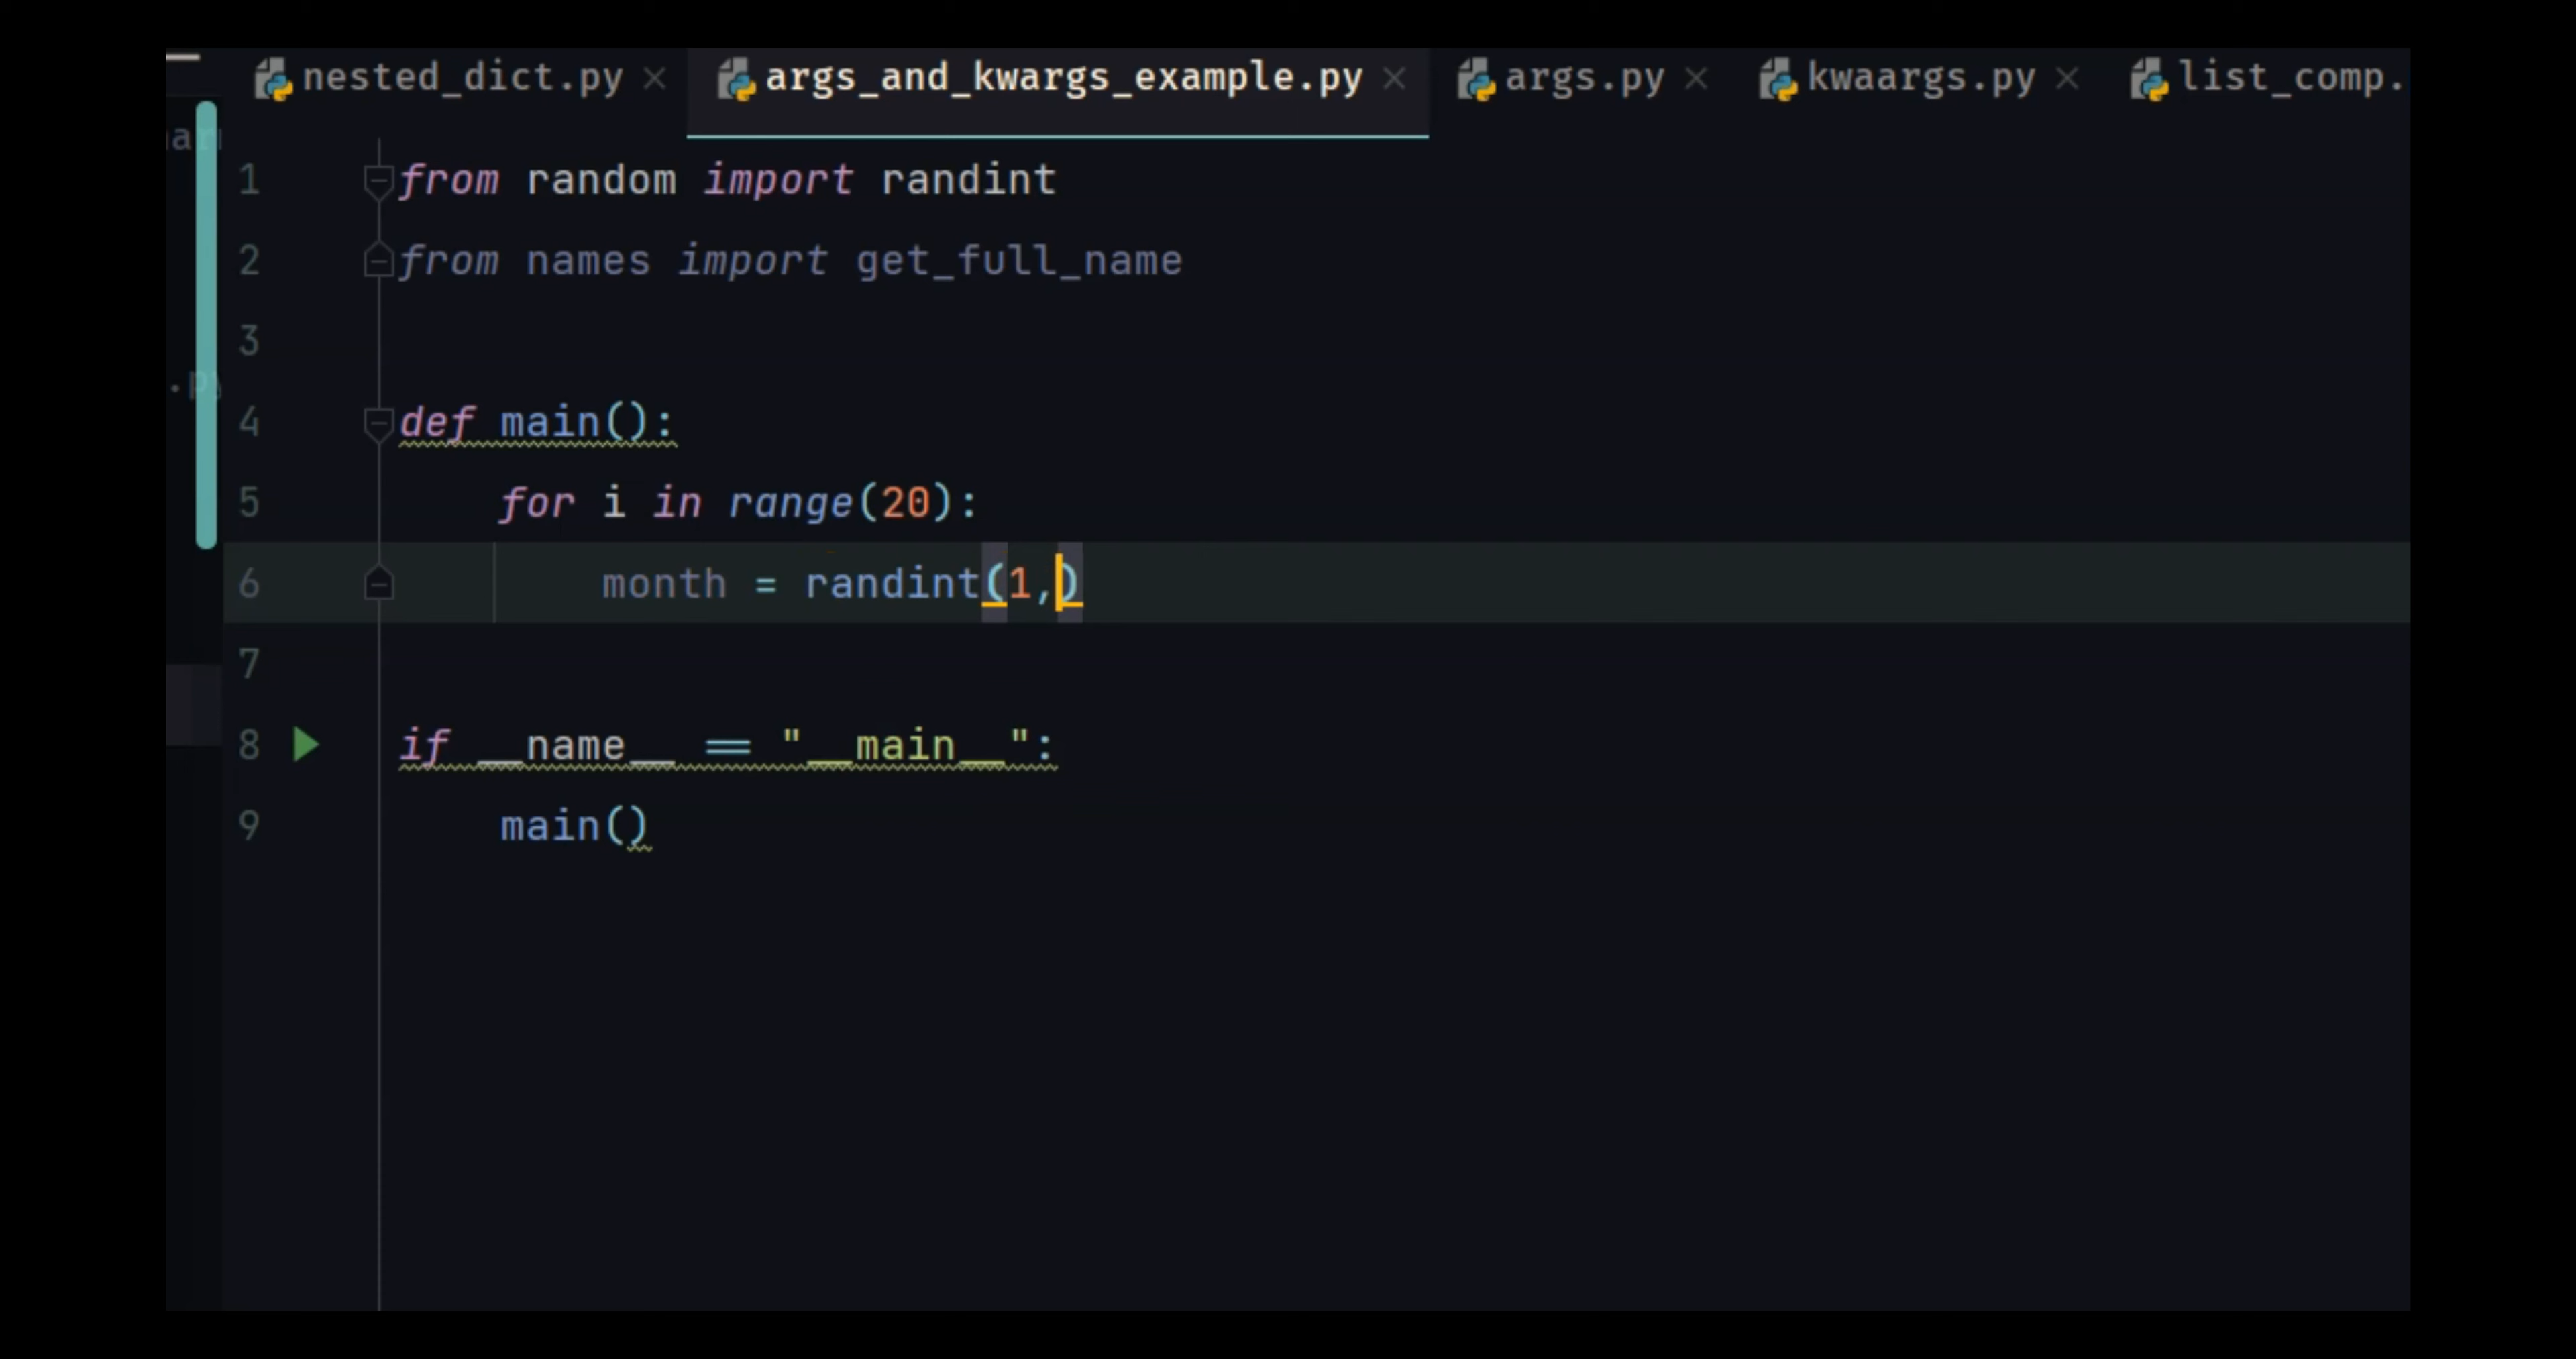 nested_dict.py args_and_kwargs_example.py args.py kwaargs.py list_comp.
1 from random import randint
2 from names import get_full_name
3
.py
4 def main():
5 for i in range(20):
6 month = randint(1,)
7
8 if __name__ == "__main__":
9 main()